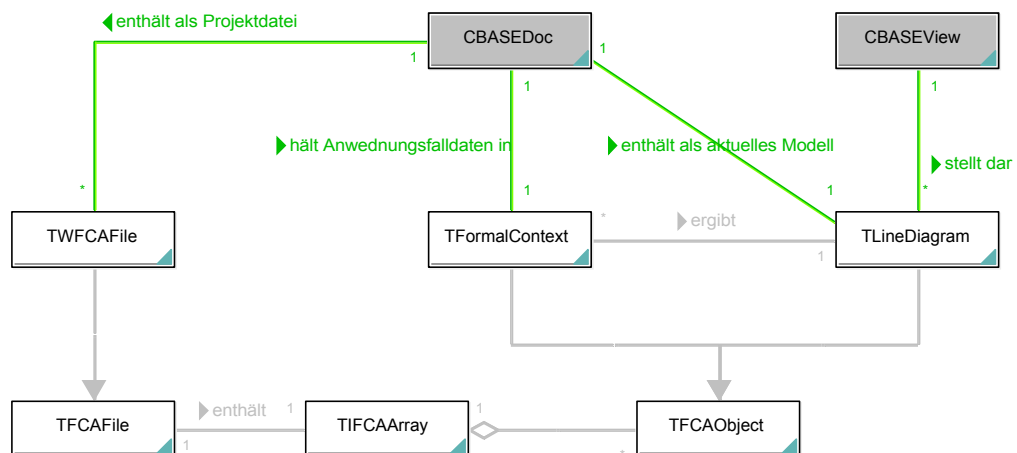 enthält als Projektdatei
CBASEDoc
CBASEView
1
1
1
1
hält Anwednungsfalldaten in
enthält als aktuelles Modell
stellt dar
*
1
1
*
TWFCAFile
TFormalContext
*
ergibt
1
TLineDiagram
TFCAFile
enthält
1
1
TIFCAArray
1
*
TFCAObject